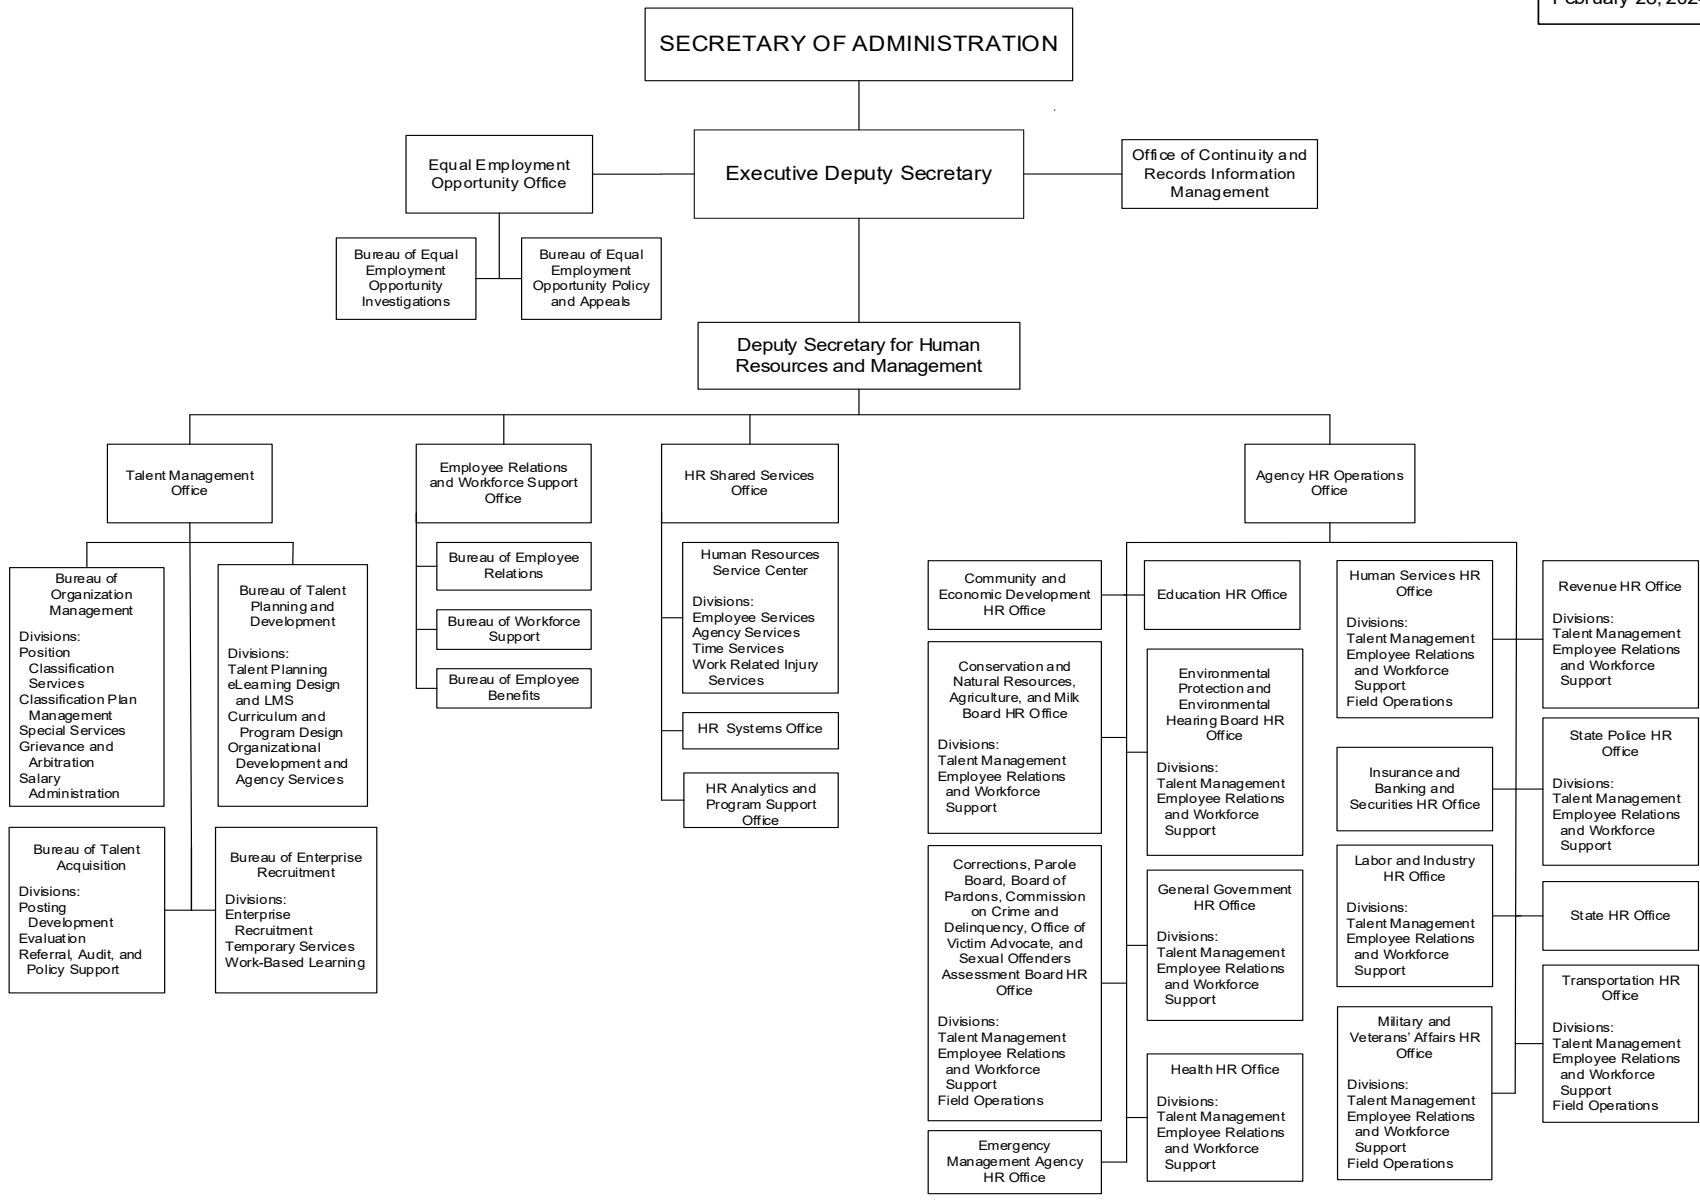 February 28,
SECRETARY OF ADMINISTRATION
Equal Employment
Opportunity Office
Executive Deputy Secretary
Office of Continuity and
Records Information
Management
Bureau of Equal
Employment
Opportunity
Investigations
Bureau of Equal
Employment
Opportunity Policy
and Appeals
Deputy Secretary for Human
Resources and Management
Talent Management
Office
Employee Relations
and Workforce Support
Office
HR Shared Services
Office
Agency HR Operations
Office
Bureau of
Organization
Management
Divisions:
Position
Classification
Services
Classification Plan
Management
Special Services
Grievance and
Arbitration
Salary
Administration
Bureau of Talent
Planning and
Development
Divisions:
Talent Planning
eLearning Design
and LMS
Curriculum and
Program Design
Organizational
Development and
Agency Services
Bureau of Talent
Acquisition
Divisions:
Posting
Development
Evaluation
Referral, Audit, and
Policy Support
Bureau of Enterprise
Recruitment
Divisions:
Enterprise
Recruitment
Temporary Services
Work-Based Learning
Bureau of Employee
Relations
Bureau of Workforce
Support
Bureau of Employee
Benefits
Human Resources
Service Center
Divisions:
Employee Services
Agency Services
Time Services
Work Related Injury
Services
HR Systems Office
HR Analytics and
Program Support
Office
Community and
Economic Development
HR Office
Conservation and
Natural Resources,
Agriculture, and Milk
Board HR Office
Divisions:
Talent Management
Employee Relations
and Workforce
Support
Corrections, Parole
Board, Board of
Pardons, Commission
on Crime and
Delinquency, Office of
Victim Advocate, and
Sexual Offenders
Assessment Board HR
Office
Divisions:
Talent Management
Employee Relations
and Workforce
Support
Field Operations
Emergency
Management Agency
HR Office
Education HR Office
Environmental
Protection and
Environmental
Hearing Board HR
Office
Divisions:
Talent Management
Employee Relations
and Workforce
Support
General Government
HR Office
Divisions:
Talent Management
Employee Relations
and Workforce
Support
Health HR Office
Divisions:
Talent Management
Employee Relations
and Workforce
Support
Human Services HR
Office
Divisions:
Talent Management
Employee Relations
and Workforce
Support
Field Operations
Insurance and
Banking and
Securities HR Office
Labor and Industry
HR Office
Divisions:
Talent Management
Employee Relations
and Workforce
Support
Military and
Veterans’ Affairs HR
Office
Divisions:
Talent Management
Employee Relations
and Workforce
Support
Field Operations
Revenue HR Office
Divisions:
Talent Management
Employee Relations
and Workforce
Support
State Police HR
Office
Divisions:
Talent Management
Employee Relations
and Workforce
Support
State HR Office
Transportation HR
Office
Divisions:
Talent Management
Employee Relations
and Workforce
Support
Field Operations